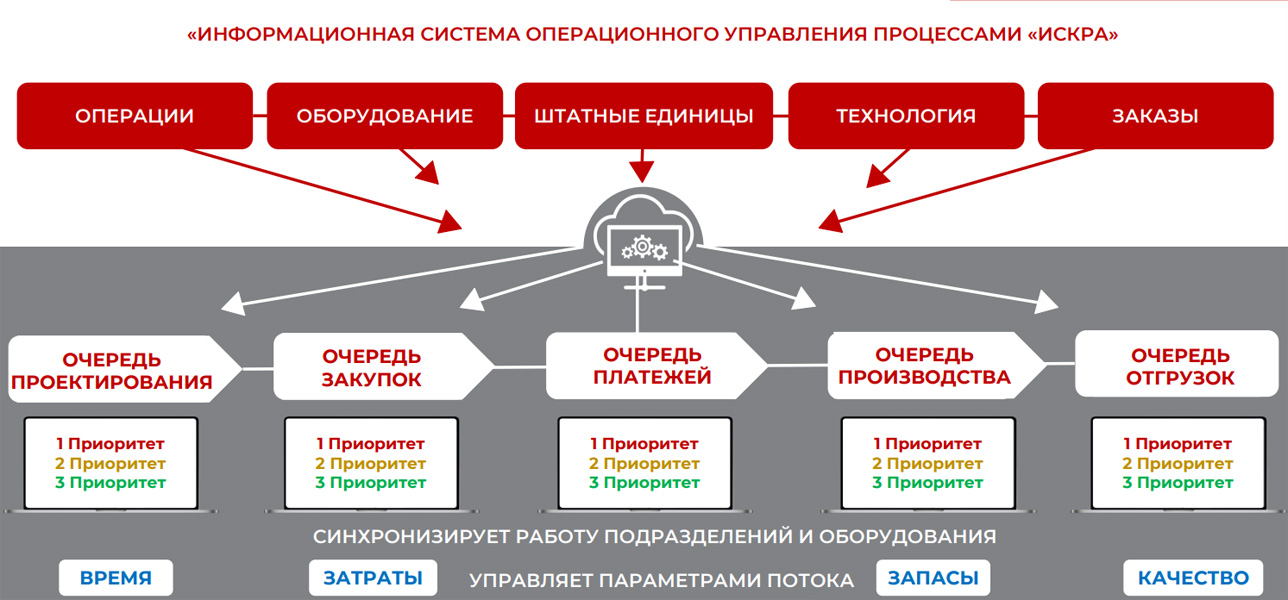 «ИНФОРМАЦИОННАЯ СИСТЕМА ОПЕРАЦИОННОГО УПРАВЛЕНИЯ ПРОЦЕССАМИ «ИСКРА»
ОПЕРАЦИИ
ОБОРУДОВАНИЕ
ШТАТНЫЕ ЕДИНИЦЫ
ТЕХНОЛОГИЯ
ЗАКАЗЫ
ОЧЕРЕДЬ
ПРОЕКТИРОВАНИЯ
ОЧЕРЕДЬ
ЗАКУПОК
ОЧЕРЕДЬ
ПЛАТЕЖЕЙ
ОЧЕРЕДЬ
ПРОИЗВОДСТВА
ОЧЕРЕДЬ
ОТГРУЗОК
1 Приоритет
2 Приоритет
3 Приоритет
1 Приоритет
2 Приоритет
3 Приоритет
1 Приоритет
2 Приоритет
3 Приоритет
1 Приоритет
2 Приоритет
3 Приоритет
1 Приоритет
2 Приоритет
3 Приоритет
СИНХРОНИЗИРУЕТ РАБОТУ ПОДРАЗДЕЛЕНИЙ И ОБОРУДОВАНИЯ
ВРЕМЯ
ЗАТРАТЫ
УПРАВЛЯЕТ ПАРАМЕТРАМИ ПОТОКА
ЗАПАСЫ
КАЧЕСТВО